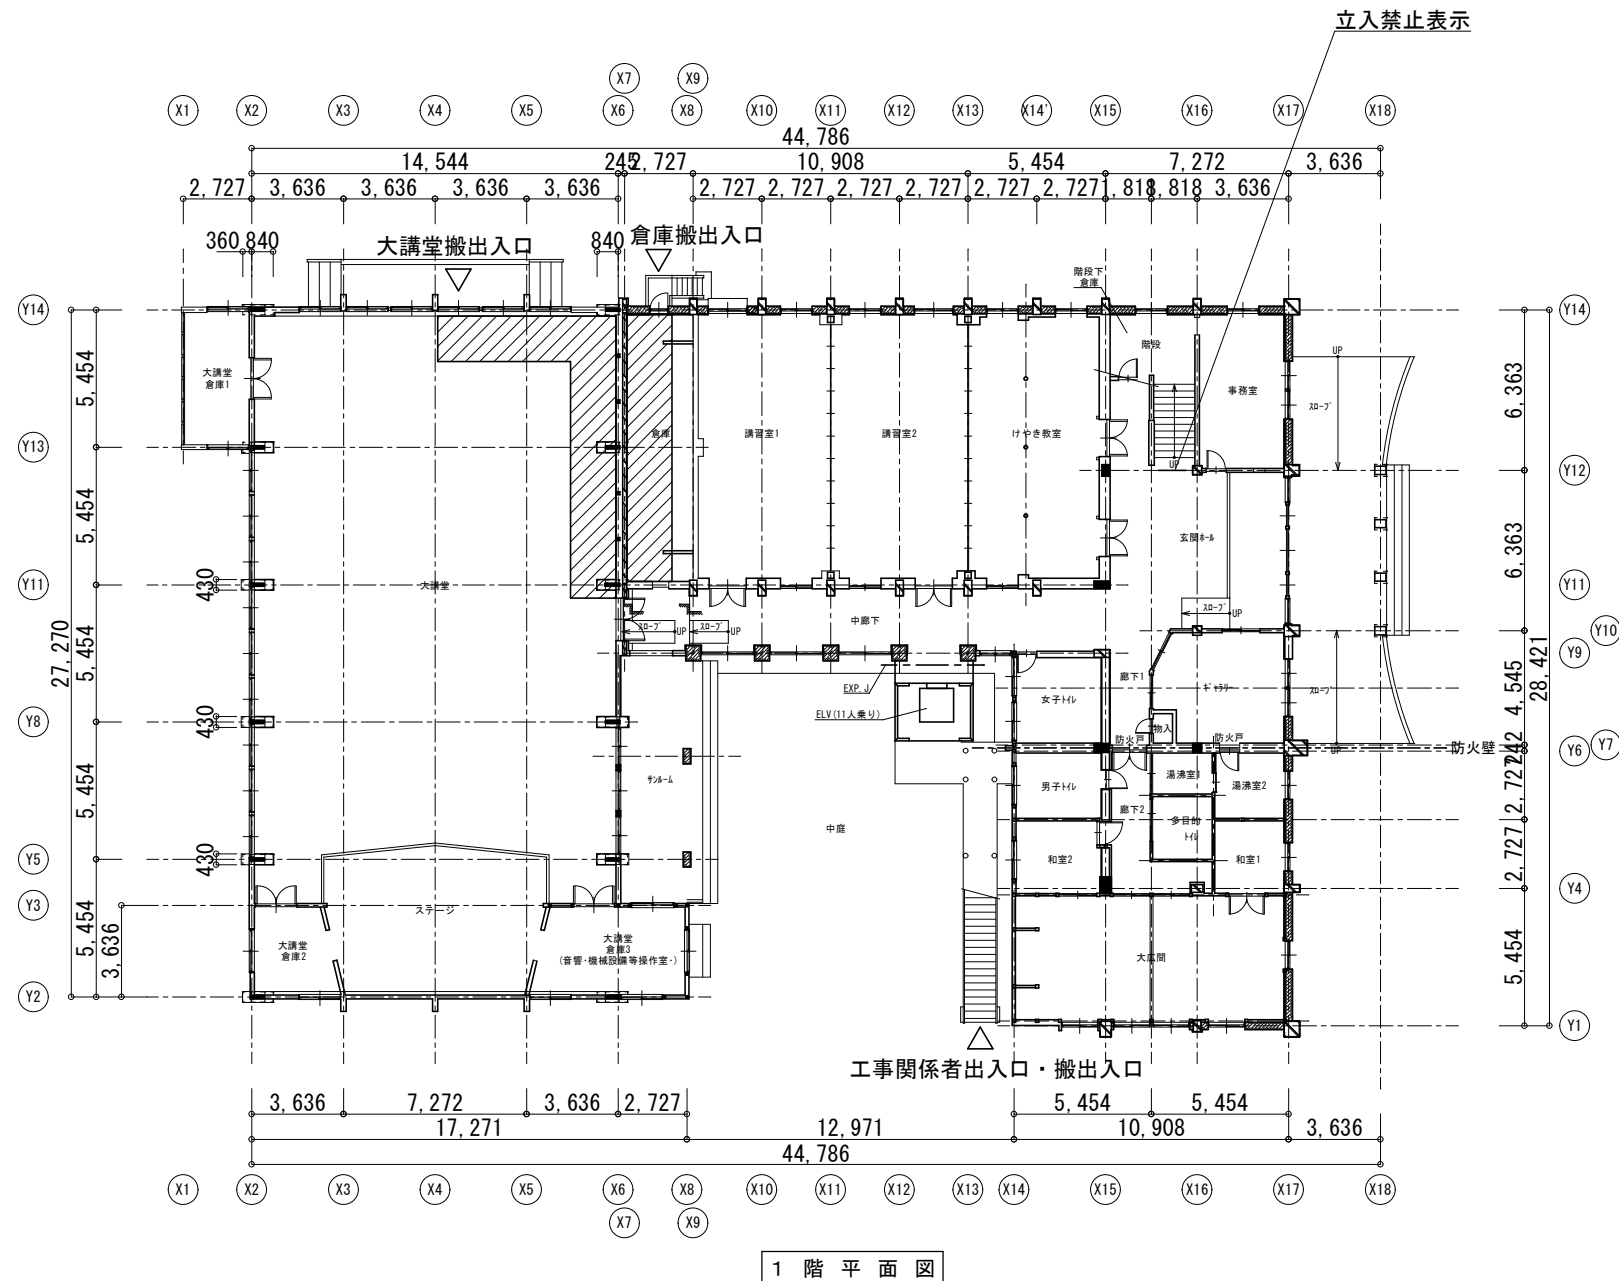 立入禁止表示
X7 X9
X1 X2 X3 X4 X5 X6 X8 X10 X11 X12 X13 X14' X15 X16 X17 X18
44,786
14,544 245 2,727 10,908 5,454 7,272 3,636
2,727 3,636 3,636 3,636 3,636 2,727 2,727 2,727 2,727 2,727 2,727 1,818 1,818 3,636
360 840 大講堂搬出入口 840 倉庫搬出入口
階段下
倉庫
Y14 Y14
階段 UP
大講堂
倉庫1
事務室
5,454 6,363
スロープ
倉庫 講習室1 講習室2 けやき教室
Y13
UP
Y12
玄関ホール
5,454 6,363
Y11 430 大講堂 Y11
スロープ UP
中廊下
スロープ UP スロープ UP
Y10
Y9
27,270 5,454 28,421
廊下1
EXP.J
女子トイレ ギャラリー スロープ 4,545
ELV(11人乗り)
Y8 430
物入
防火戸 防火戸
UP 防火壁 Y6 Y7
242
サンルーム
湯沸室1
男子トイレ 湯沸室2 2,727
5,454
廊下2
中庭 多目的
トイレ
Y5 430 和室2 和室1 2,727
Y4
Y3
ステージ
5,454 3,636
大講堂
倉庫2
大講堂
倉庫3
(音響・機械設備等操作室・)
大広間 5,454
Y2
Y1
工事関係者出入口・搬出入口
3,636 7,272 3,636 2,727 5,454 5,454
17,271 12,971 10,908 3,636
44,786
X1 X2 X3 X4 X5 X6 X8 X10 X11 X12 X13 X14 X15 X16 X17 X18
X7 X9
1 階 平 面 図